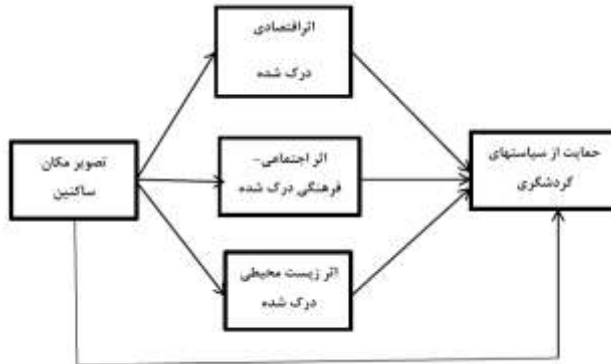 اثراقتصادی
درک شده
تصویر مکان
ساکنین
اثر اجتماعی-
فرهنگی درک شده
حمایت از سیاستهای
گردشگری
اثر زیست محیطی
درک شده